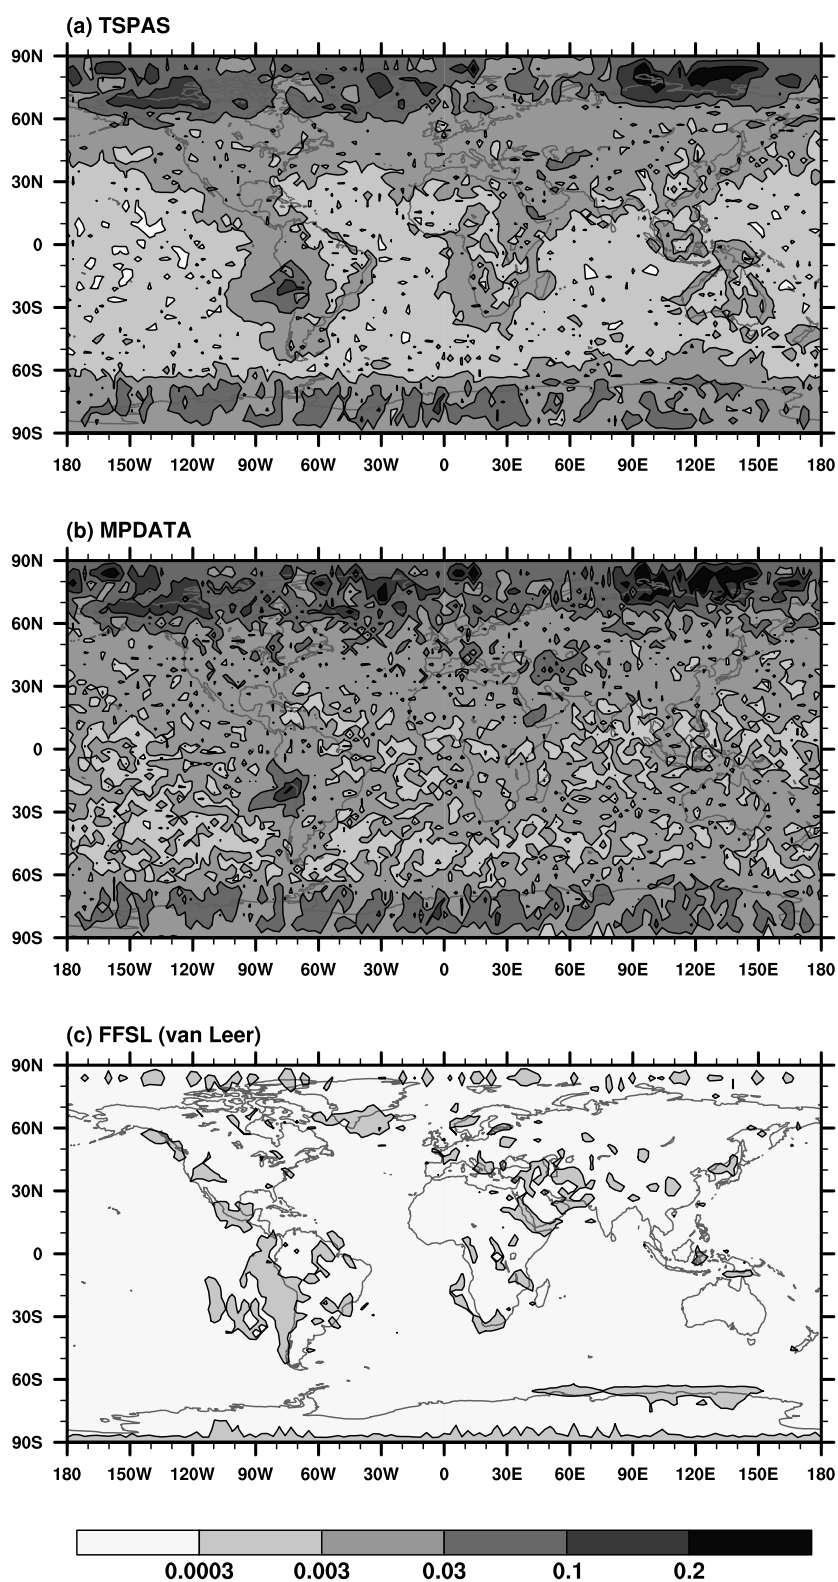 (a) TSPAS
90N
60N
30N
0
30S
60S
90S
180 150W 120W 90W 60W 30W 0 30E 60E 90E 120E 150E 180
(b) MPDATA
90N
60N
30N
0
30S
60S
90S
180 150W 120W 90W 60W 30W 0 30E 60E 90E 120E 150E 180
(c) FFSL (van Leer)
90N
60N
30N
0
30S
60S
90S
180 150W 120W 90W 60W 30W 0 30E 60E 90E 120E 150E 180
0.0003 0.003 0.03 0.1 0.2